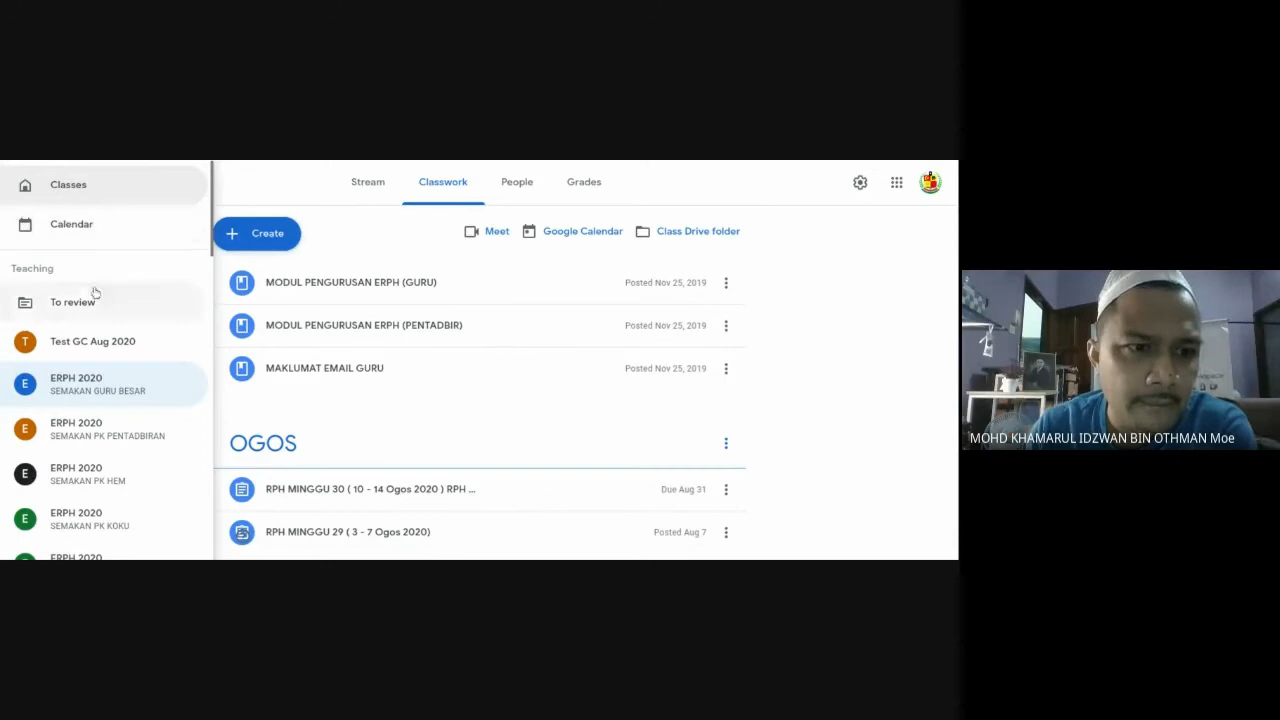 Classes
Calendar
Teaching
To review
Test GC Aug 2020
ERPH 2020
SEMAKAN GURU BESAR
ERPH 2020
SEMAKAN PK PENTADBIRAN
ERPH 2020
SEMAKAN PK HEM
ERPH 2020
SEMAKAN PK KOKU
ERPH 2020
Stream Classwork People Grades
Create
Meet Google Calendar Class Drive folder
MODUL PENGURUSAN ERPH (GURU) Posted Nov 25, 2019
MODUL PENGURUSAN ERPH (PENTADBIR) Posted Nov 25, 2019
MAKLUMAT EMAIL GURU Posted Nov 25, 2019
OGOS
RPH MINGGU 30 ( 10 - 14 Ogos 2020 ) RPH ... Due Aug 31
RPH MINGGU 29 ( 3 - 7 Ogos 2020) Posted Aug 7
MOHD KHAMARUL IDZWAN BIN OTHMAN Moe
T
E
E
E
E